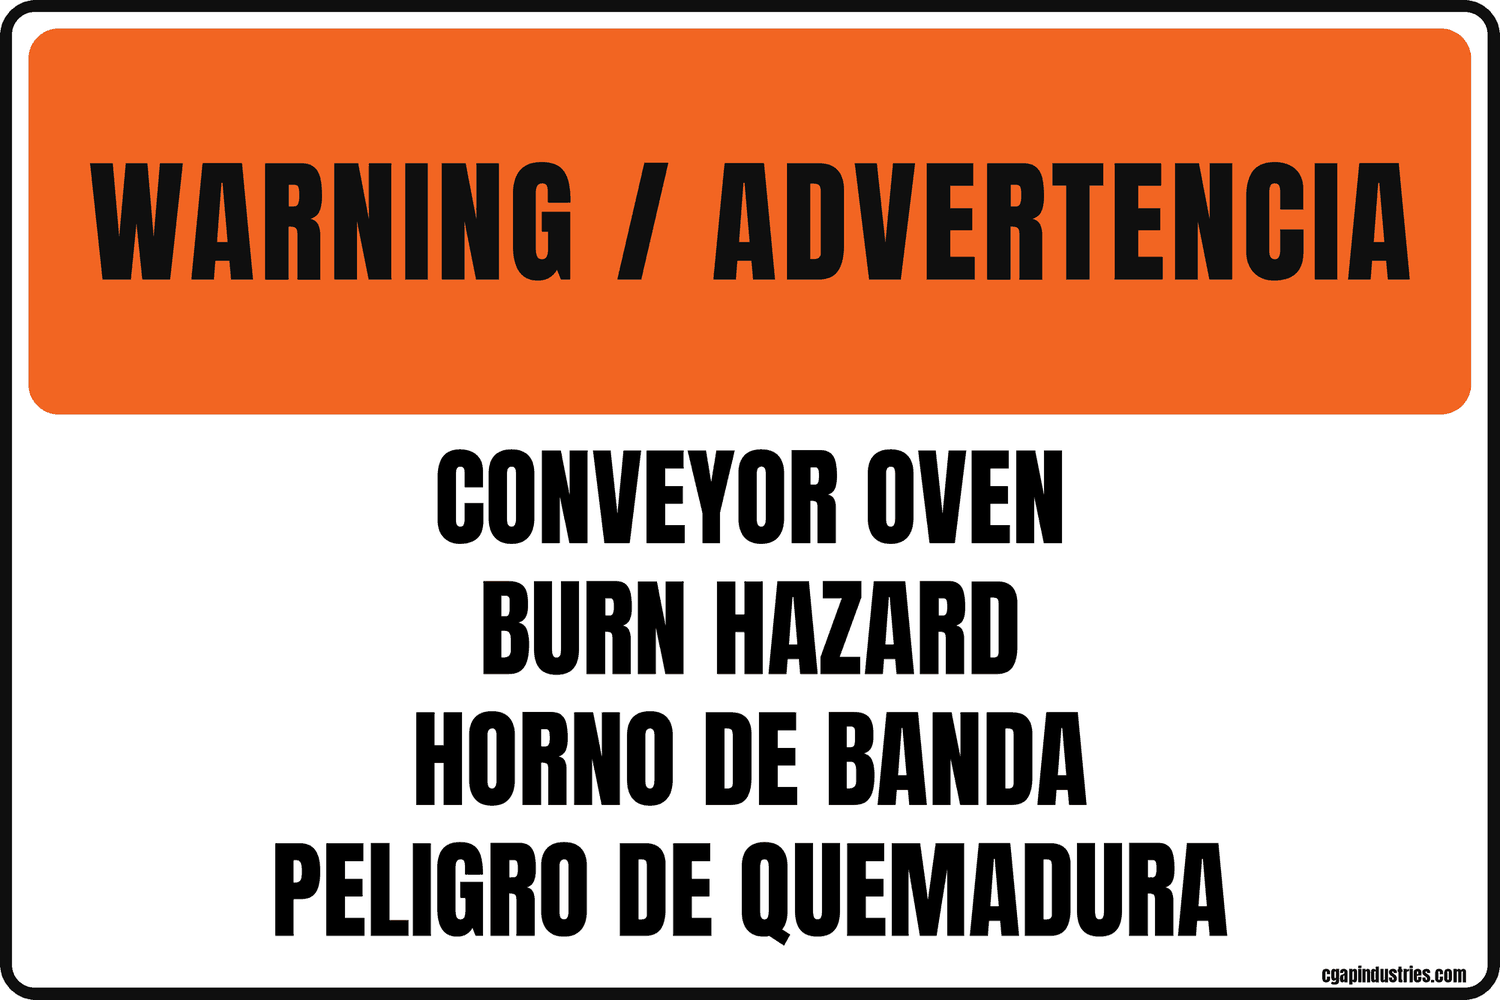 WARNING / ADVERTENCIA
CONVEYOR OVEN
BURN HAZARD
HORNO DE BANDA
PELIGRO DE QUEMADURA
cgapindustries.com